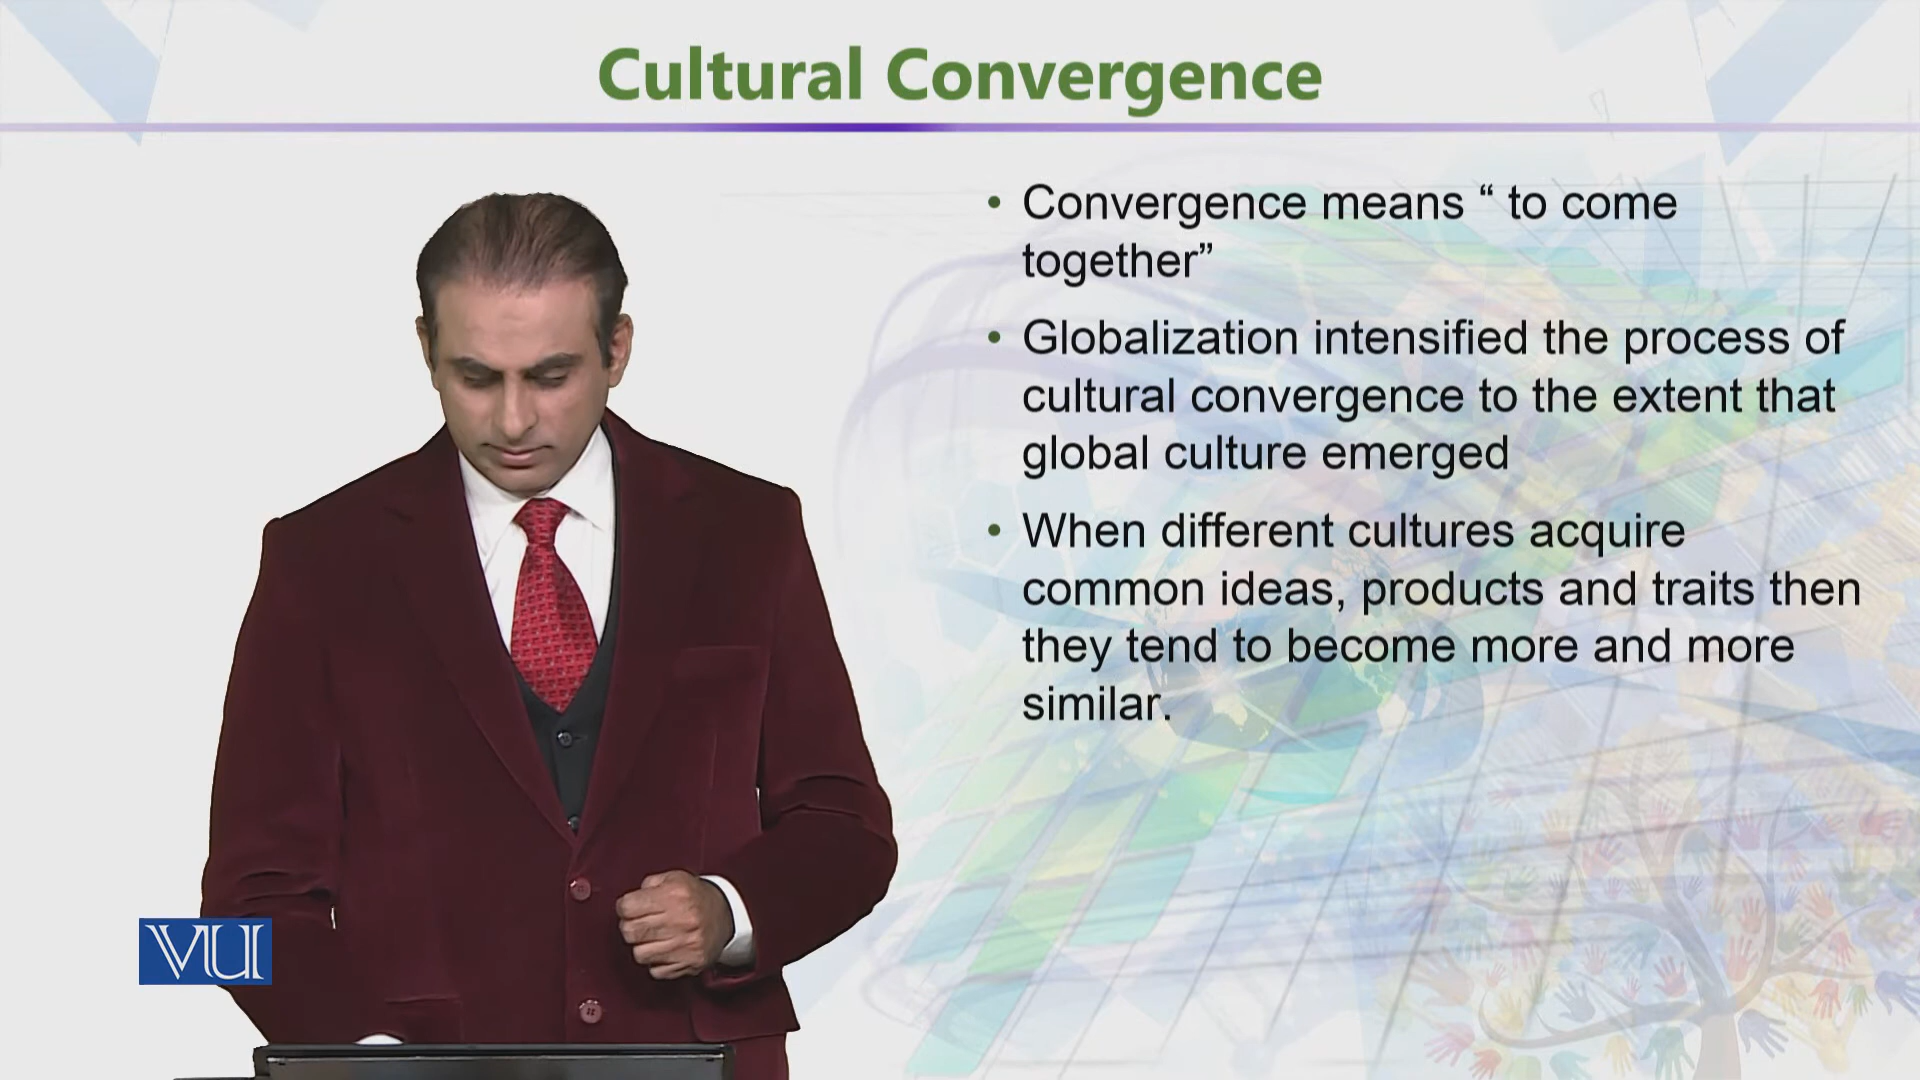 Cultural Convergence
• Convergence means “ to come
together”
• Globalization intensified the process of
cultural convergence to the extent that
global culture emerged
• When different cultures acquire
common ideas, products and traits then
they tend to become more and more
similar.
VU